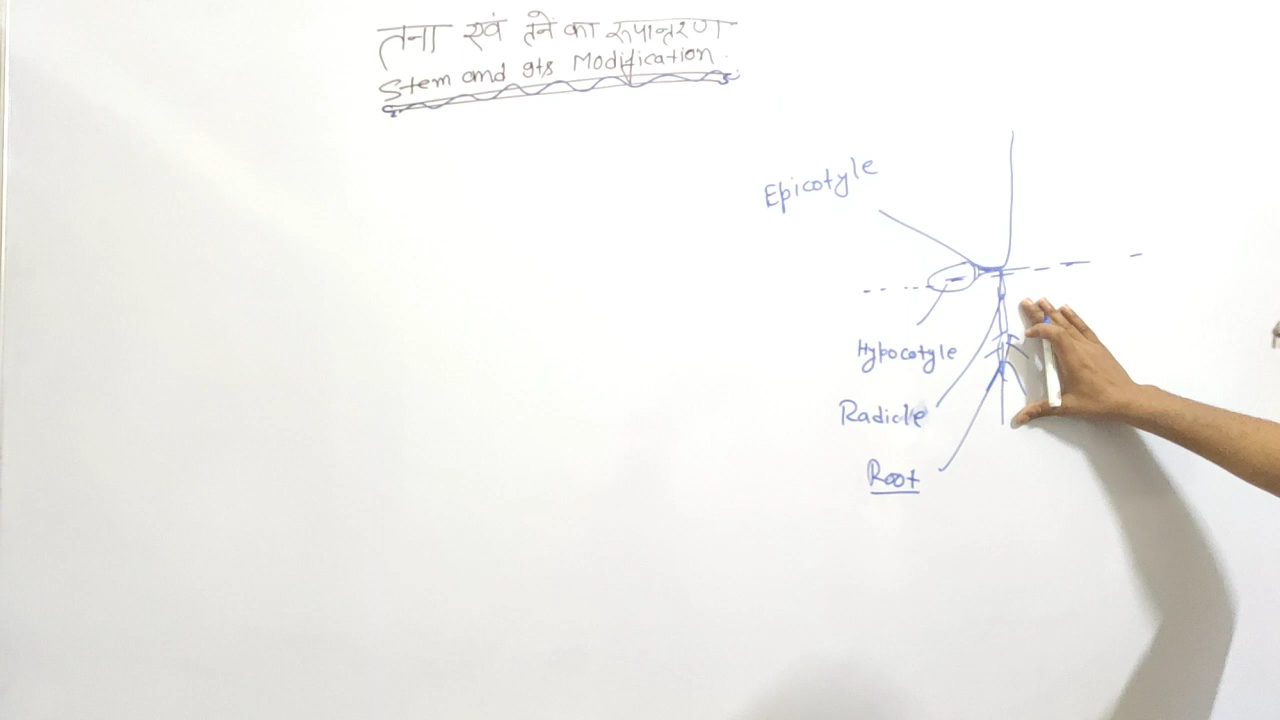 तना एवं तने का रूपान्तरण
Stem and Its Modification
Epicotyle
Hypocotyle
Radicle
Root